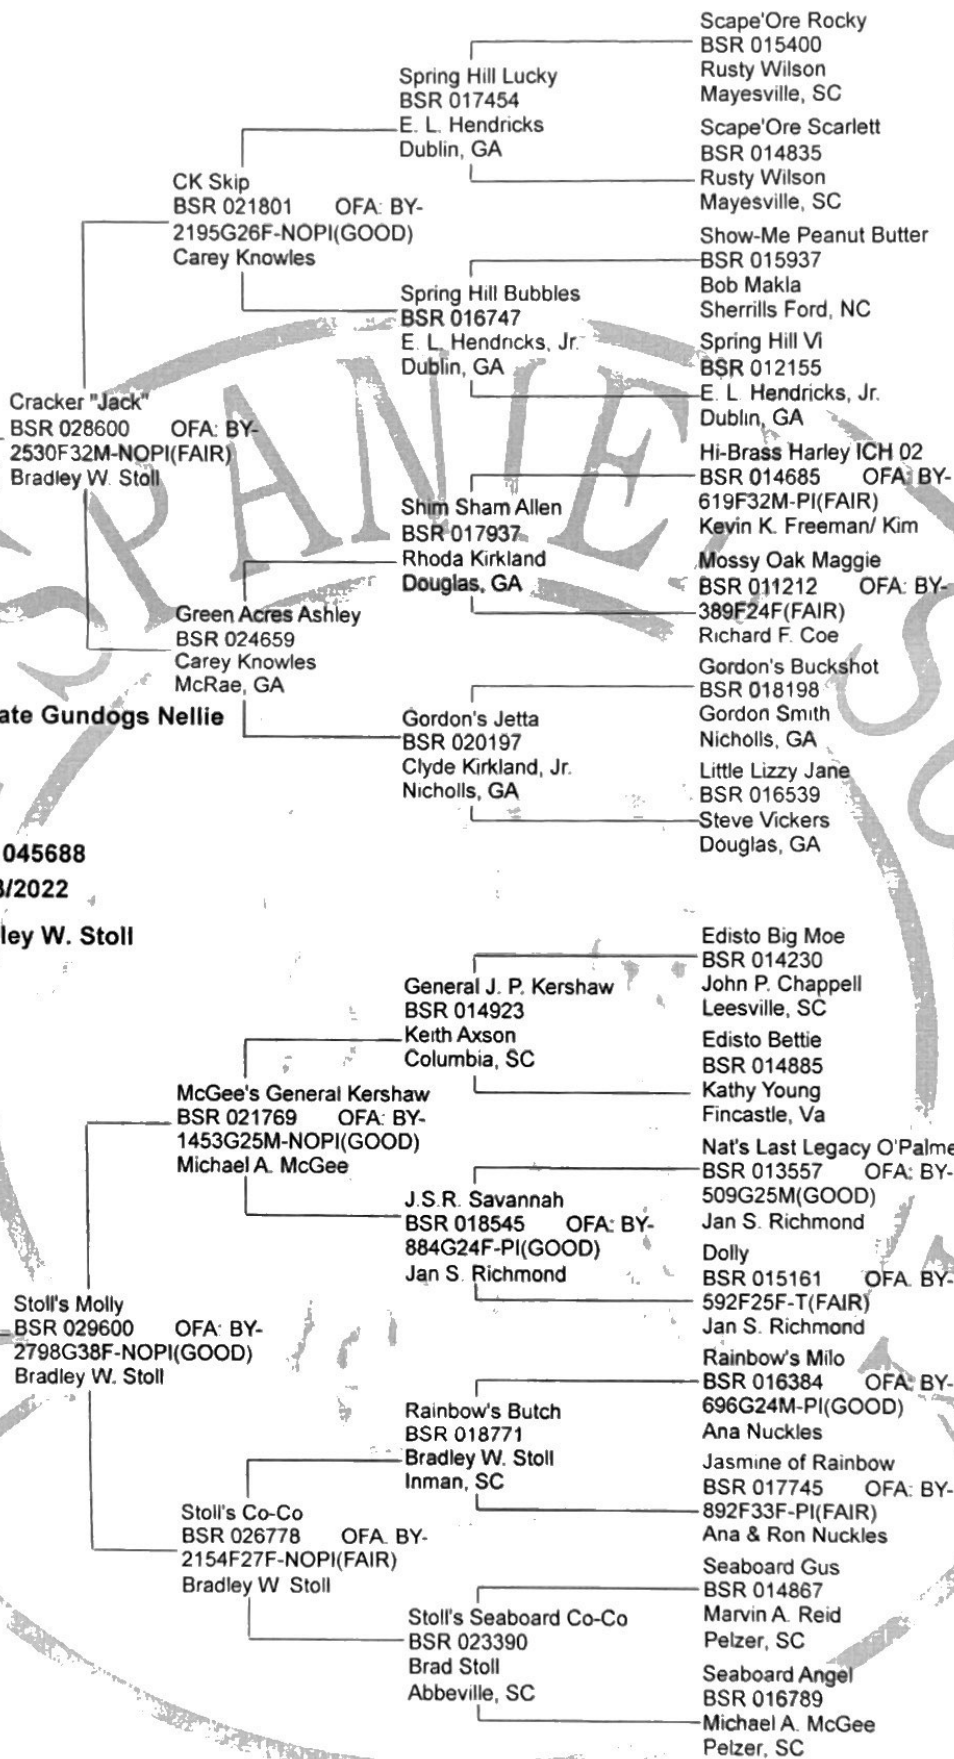 Scape'Ore Rocky
BSR 015400
Rusty Wilson
Mayesville, SC
Spring Hill Lucky
BSR 017454
E. L. Hendricks
Dublin, GA
Scape'Ore Scarlett
BSR 014835
Rusty Wilson
Mayesville, SC
CK Skip
BSR 021801 OFA: BY-
2195G26F-NOPI(GOOD)
Carey Knowles
Show-Me Peanut Butter
BSR 015937
Bob Makla
Sherrills Ford, NC
Spring Hill Bubbles
BSR 016747
E. L. Hendricks, Jr.
Dublin, GA
Spring Hill Vi
BSR 012155
E. L. Hendricks, Jr.
Dublin, GA
Cracker "Jack"
BSR 028600 OFA: BY-
2530F32M-NOPI(FAIR)
Bradley W. Stoll
Hi-Brass Harley ICH 02
BSR 014685 OFA: BY-
619F32M-PI(FAIR)
Kevin K. Freeman/ Kim
Shim Sham Allen
BSR 017937
Rhoda Kirkland
Douglas, GA
Mossy Oak Maggie
BSR 011212 OFA: BY-
389F24F(FAIR)
Richard F. Coe
Green Acres Ashley
BSR 024659
Carey Knowles
McRae, GA
Gordon's Buckshot
BSR 018198
Gordon Smith
Nicholls, GA
Gordon's Jetta
BSR 020197
Clyde Kirkland, Jr.
Nicholls, GA
Little Lizzy Jane
BSR 016539
Steve Vickers
Douglas, GA
ate Gundogs Nellie
045688
/2022
ley W. Stoll
Edisto Big Moe
BSR 014230
John P. Chappell
Leesville, SC
General J. P. Kershaw
BSR 014923
Keith Axson
Columbia, SC
Edisto Bettie
BSR 014885
Kathy Young
Fincastle, Va
McGee's General Kershaw
BSR 021769 OFA: BY-
1453G25M-NOPI(GOOD)
Michael A. McGee
Nat's Last Legacy O'Palme
BSR 013557 OFA: BY-
509G25M(GOOD)
Jan S. Richmond
J.S.R. Savannah
BSR 018545 OFA: BY-
884G24F-PI(GOOD)
Jan S. Richmond
Dolly
BSR 015161 OFA. BY-
592F25F-T(FAIR)
Jan S. Richmond
Stoll's Molly
BSR 029600 OFA: BY-
2798G38F-NOPI(GOOD)
Bradley W. Stoll
Rainbow's Milo
BSR 016384 OFA: BY-
696G24M-PI(GOOD)
Ana Nuckles
Rainbow's Butch
BSR 018771
Bradley W. Stoll
Inman, SC
Jasmine of Rainbow
BSR 017745 OFA: BY-
892F33F-PI(FAIR)
Ana & Ron Nuckles
Stoll's Co-Co
BSR 026778 OFA. BY-
2154F27F-NOPI(FAIR)
Bradley W Stoll
Seaboard Gus
BSR 014867
Marvin A. Reid
Pelzer, SC
Stoll's Seaboard Co-Co
BSR 023390
Brad Stoll
Abbeville, SC
Seaboard Angel
BSR 016789
Michael A. McGee
Pelzer, SC
SPANIEL SO